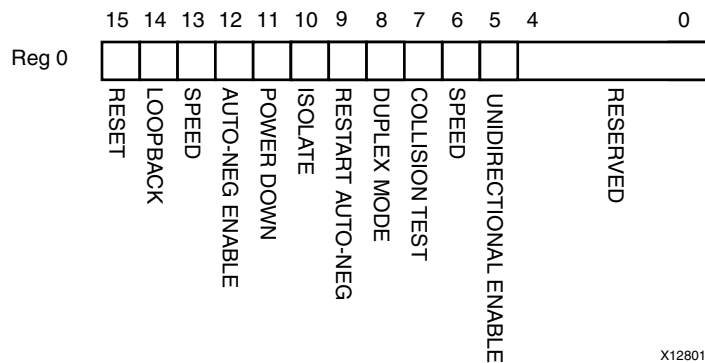 15 14 13 12 11 10 9 8 7 6 5 4 0
Reg 0
RESET
LOOPBACK
SPEED
AUTO-NEG ENABLE
POWER DOWN
ISOLATE
RESTART AUTO-NEG
DUPLEX MODE
COLLISION TEST
SPEED
UNIDIRECTIONAL ENABLE
RESERVED
X12801